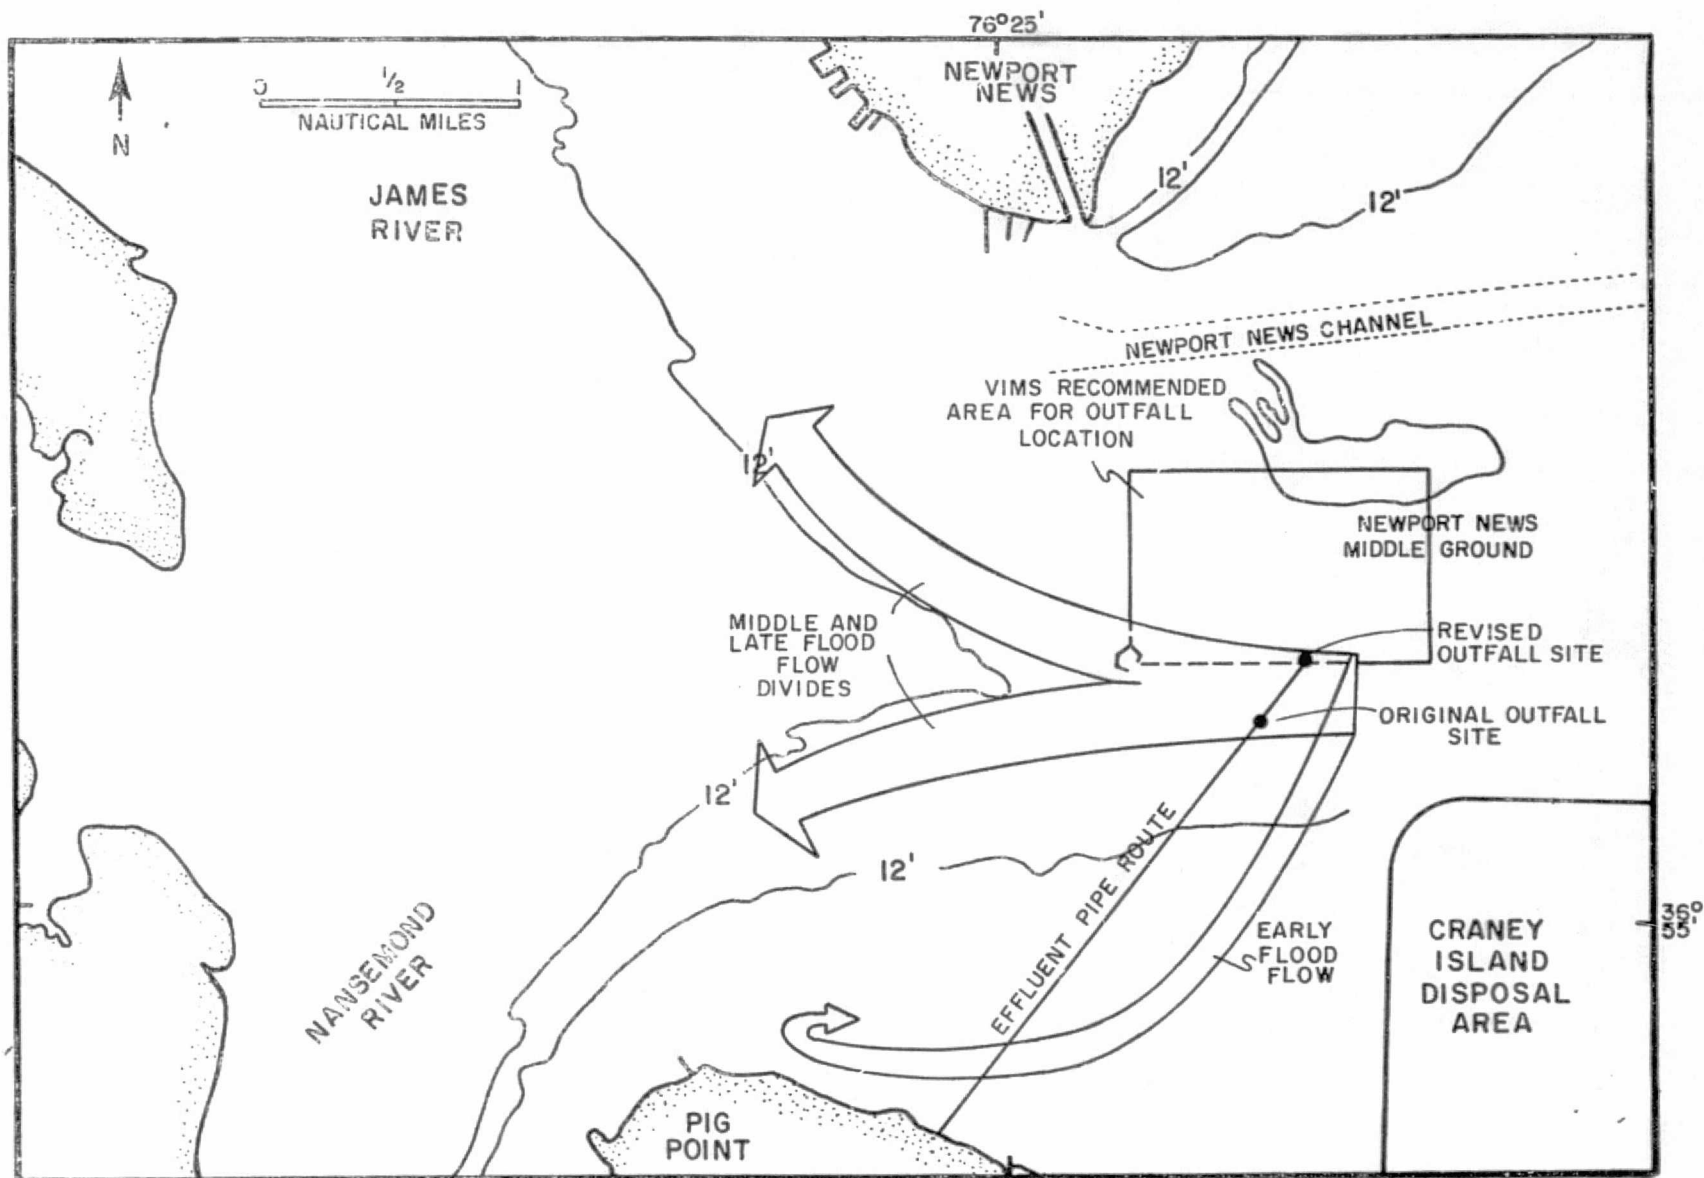 76°25'
NEWPORT
NEWS
0 1/2 1
NAUTICAL MILES
N
JAMES
RIVER
12'
12'
NEWPORT NEWS CHANNEL
VIMS RECOMMENDED
AREA FOR OUTFALL
LOCATION
12'
NEWPORT NEWS
MIDDLE GROUND
MIDDLE AND
LATE FLOOD
FLOW
DIVIDES
REVISED
OUTFALL SITE
ORIGINAL OUTFALL
SITE
12'
12'
EFFLUENT PIPE ROUTE
EARLY
FLOOD
FLOW
36°
55'
CRANEY
ISLAND
DISPOSAL
AREA
NANSEMOND
RIVER
PIG
POINT